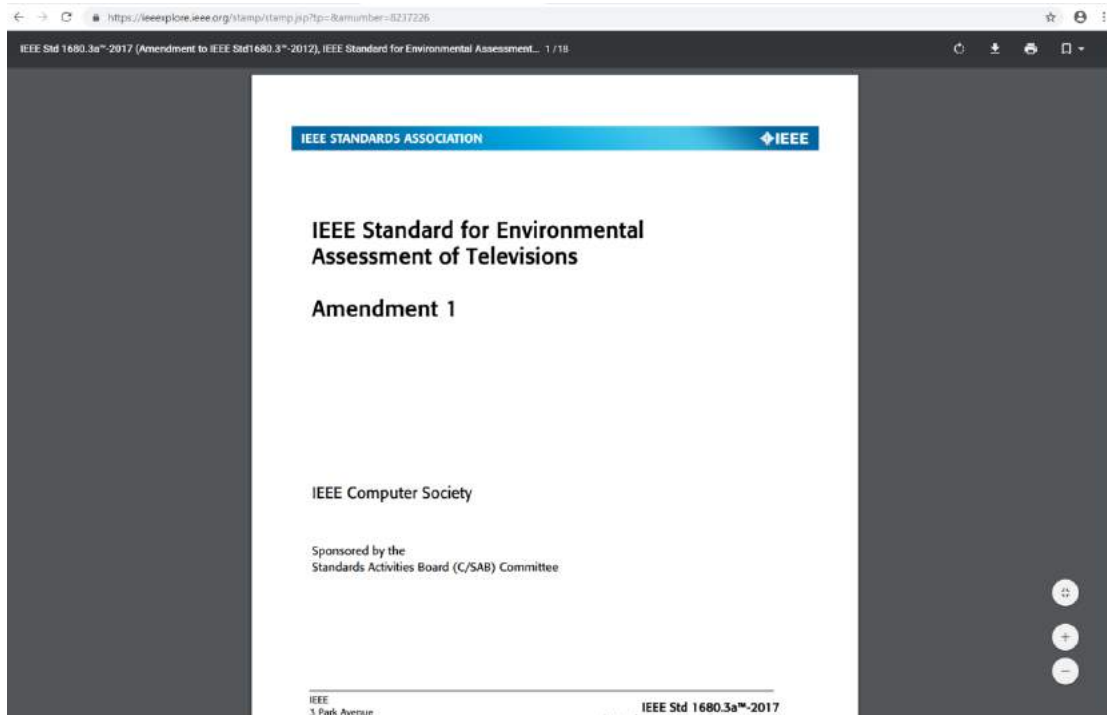 https://ieeexplore.ieee.org/stamp/stamp.jsp?tp=&arnumber=8237226
IEEE Std 1680.3a™-2017 (Amendment to IEEE Std1680.3™-2012), IEEE Standard for Environmental Assessment... 1 / 18
IEEE STANDARDS ASSOCIATION
IEEE
IEEE Standard for Environmental
Assessment of Televisions
Amendment 1
IEEE Computer Society
Sponsored by the
Standards Activities Board (C/SAB) Committee
IEEE
3 Park Avenue
IEEE Std 1680.3a™-2017